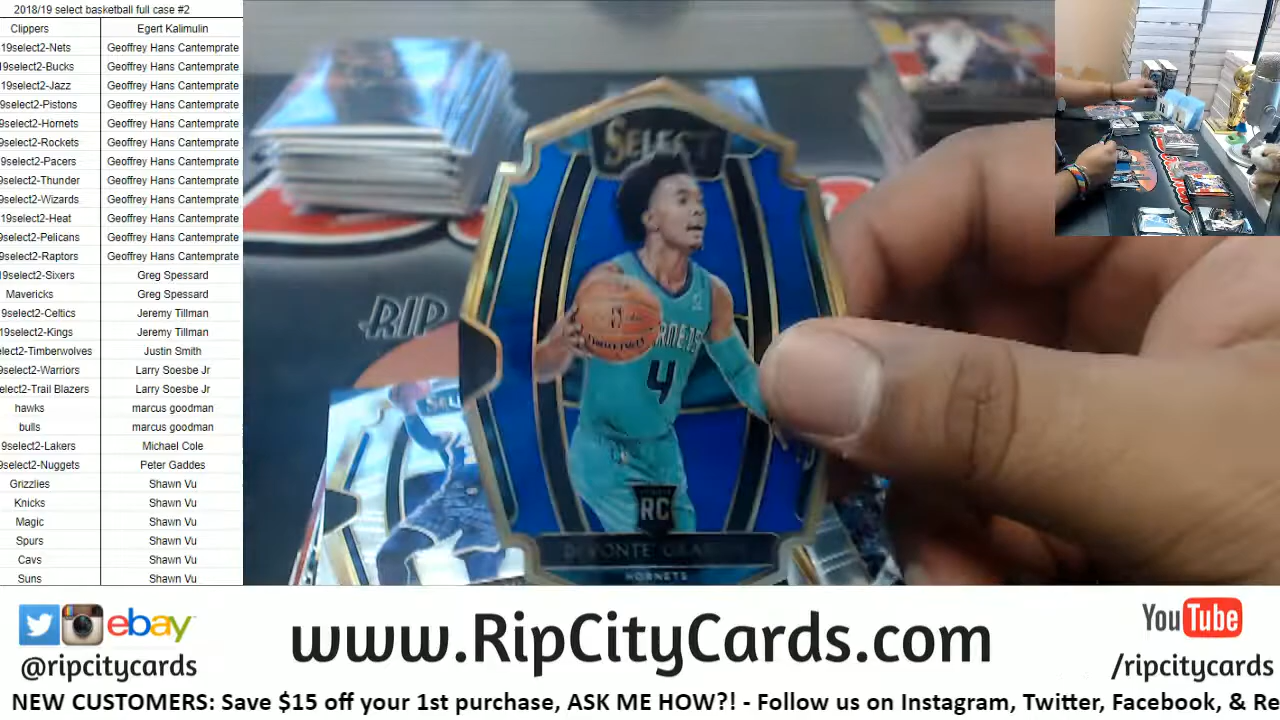 2018/19 select basketball full case #2
Clippers Egert Kalimulin
19select2-Nets Geoffrey Hans Cantemprate
9select2-Bucks Geoffrey Hans Cantemprate
19select2-Jazz Geoffrey Hans Cantemprate
9select2-Pistons Geoffrey Hans Cantemprate
9select2-Hornets Geoffrey Hans Cantemprate
9select2-Rockets Geoffrey Hans Cantemprate
9select2-Pacers Geoffrey Hans Cantemprate
9select2-Thunder Geoffrey Hans Cantemprate
9select2-Wizards Geoffrey Hans Cantemprate
19select2-Heat Geoffrey Hans Cantemprate
9select2-Pelicans Geoffrey Hans Cantemprate
9select2-Raptors Geoffrey Hans Cantemprate
19select2-Sixers Greg Spessard
Mavericks Greg Spessard
9select2-Celtics Jeremy Tillman
19select2-Kings Jeremy Tillman
elect2-Timberwolves Justin Smith
9select2-Warriors Larry Soesbe Jr
elect2-Trail Blazers Larry Soesbe Jr
hawks marcus goodman
bulls marcus goodman
9select2-Lakers Michael Cole
9select2-Nuggets Peter Gaddes
Grizzlies Shawn Vu
Knicks Shawn Vu
Magic Shawn Vu
Spurs Shawn Vu
Cavs Shawn Vu
Suns Shawn Vu
SELECT
RIP
4
RC
HORNETS
ebay
@ripcitycards
www.RipCityCards.com
YouTube
/ripcitycards
NEW CUSTOMERS: Save $15 off your 1st purchase, ASK ME HOW?! - Follow us on Instagram, Twitter, Facebook, & Re